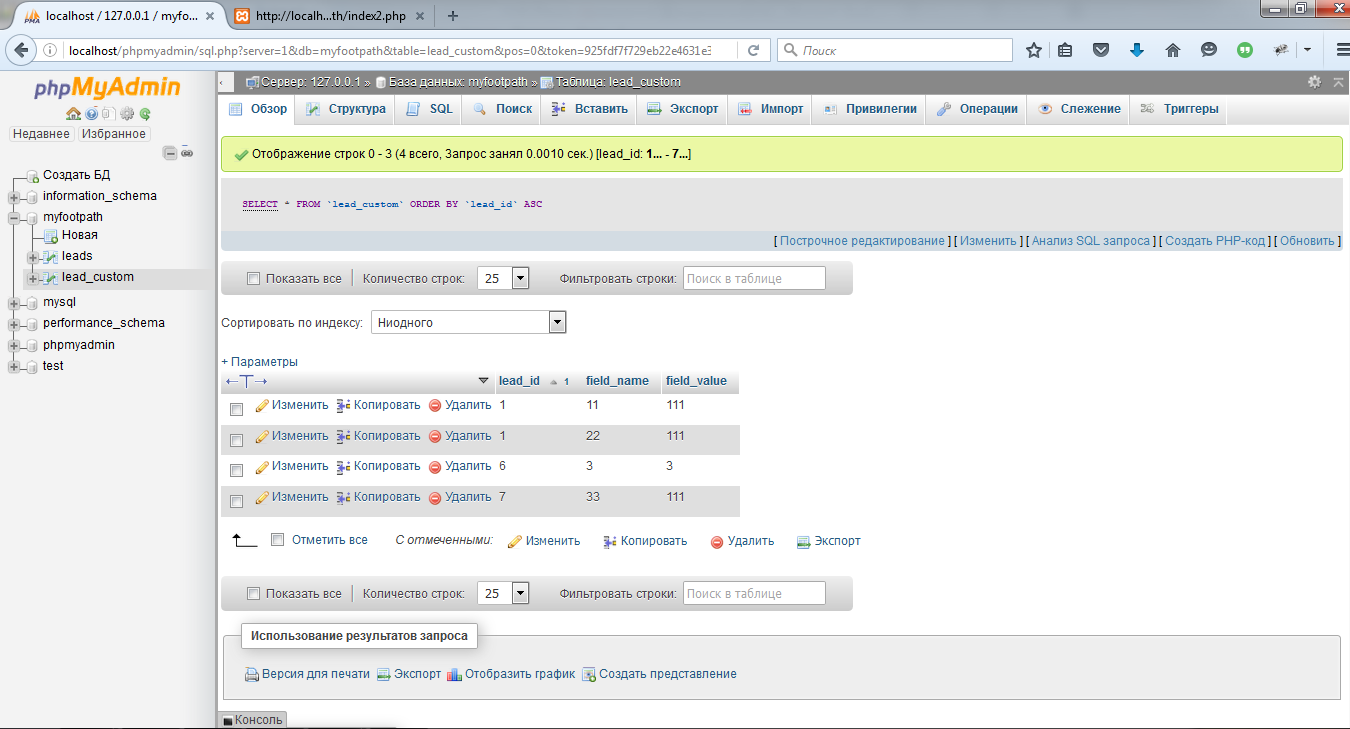 localhost / 127.0.0.1 / myfo...
http://localh...th/index2.php
localhost/phpmyadmin/sql.php?server=1&db=myfootpath&table=lead_custom&pos=0&token=925fdf7f729eb22e4631e3
Поиск
phpMyAdmin
Недавнее Избранное
Создать БД
information_schema
myfootpath
Новая
leads
lead_custom
mysql
performance_schema
phpmyadmin
test
Сервер: 127.0.0.1 » База данных: myfootpath » Таблица: lead_custom
Обзор Структура SQL Поиск Вставить Экспорт Импорт Привилегии Операции Слежение Триггеры
Отображение строк 0 - 3 (4 всего, Запрос занял 0.0010 сек.) [lead_id: 1... - 7...]
SELECT * FROM `lead_custom` ORDER BY `lead_id` ASC
[ Построчное редактирование ] [ Изменить ] [ Анализ SQL запроса ] [ Создать PHP-код ] [ Обновить ]
Показать все Количество строк: 25 Фильтровать строки: Поиск в таблице
Сортировать по индексу: Ниодного
+ Параметры
←T→ lead_id 1 field_name field_value
Изменить Копировать Удалить 1 11 111
Изменить Копировать Удалить 1 22 111
Изменить Копировать Удалить 6 3 3
Изменить Копировать Удалить 7 33 111
Отметить все С отмеченными: Изменить Копировать Удалить Экспорт
Показать все Количество строк: 25 Фильтровать строки: Поиск в таблице
Использование результатов запроса
Версия для печати Экспорт Отобразить график Создать представление
Консоль